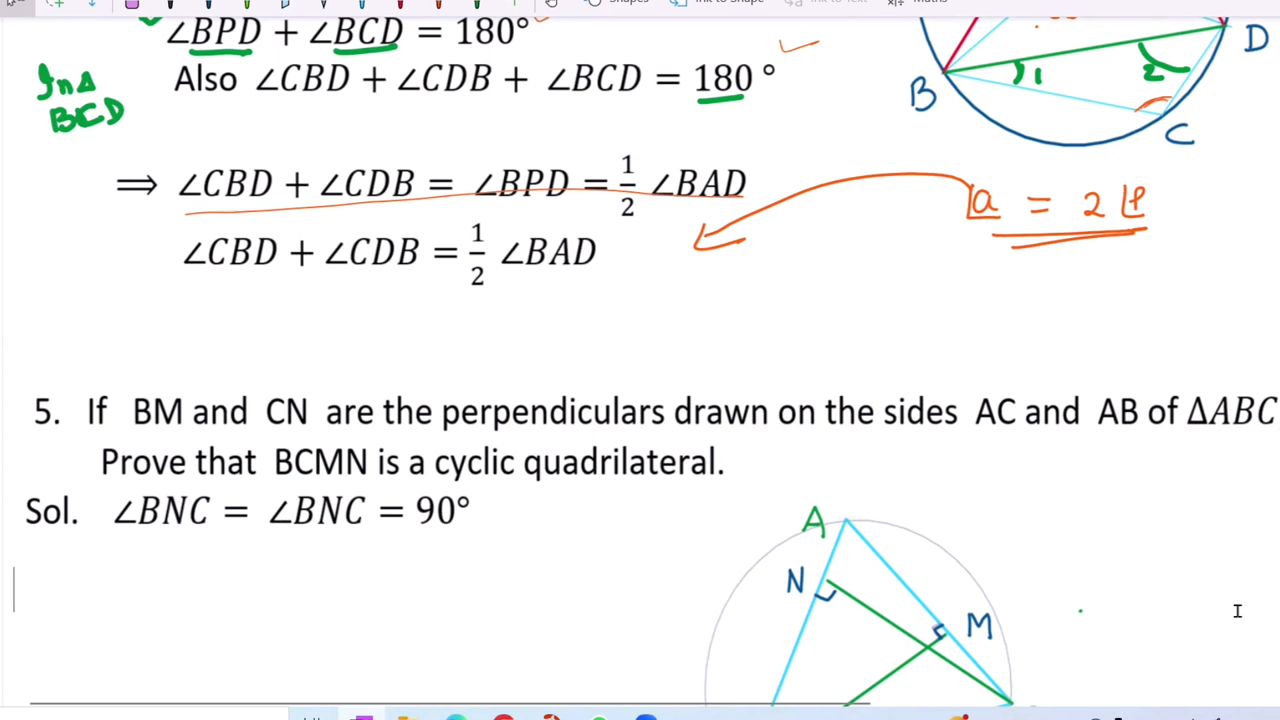 ∠BPD + ∠BCD = 180°
In Δ BCD
Also ∠CBD + ∠CDB + ∠BCD = 180 °
⟹ ∠CBD + ∠CDB = ∠BPD = 1/2 ∠BAD
∠CBD + ∠CDB = 1/2 ∠BAD
D
1
2
B
C
a = 2 P
5. If BM and CN are the perpendiculars drawn on the sides AC and AB of ΔABC
Prove that BCMN is a cyclic quadrilateral.
Sol. ∠BNC = ∠BNC = 90°
A
N
M